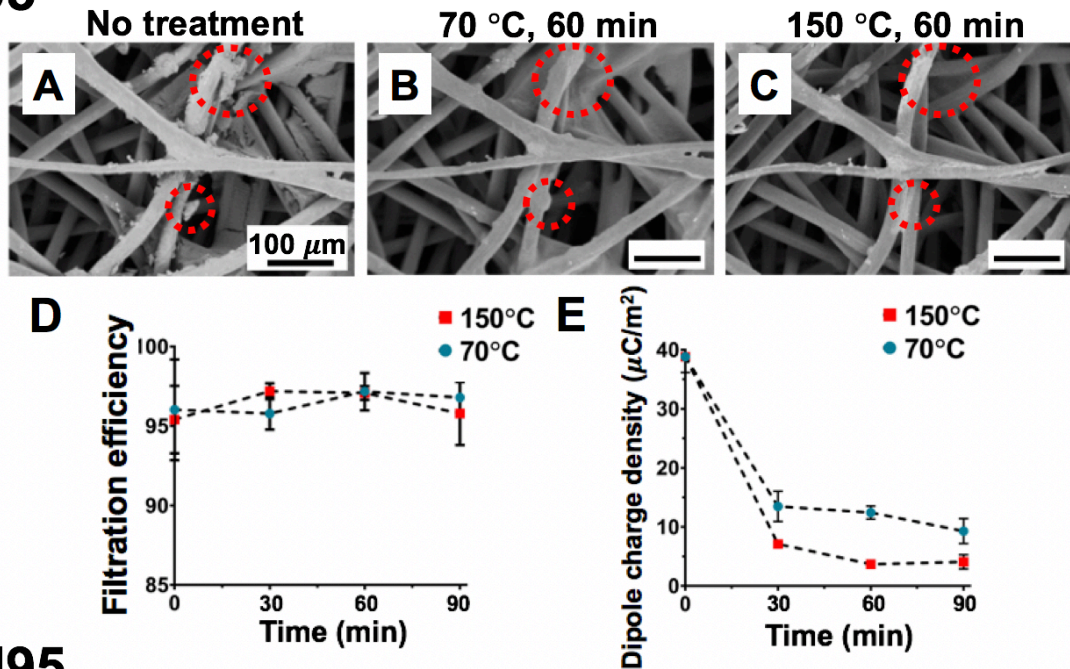 No treatment
70 °C, 60 min
150 °C, 60 min
A
B
C
100 μm
D
150°C
70°C
Filtration efficiency
100
95
90
85
0 30 60 90
Time (min)
E
150°C
70°C
Dipole charge density (μC/m²)
40
30
20
10
0
0 30 60 90
Time (min)